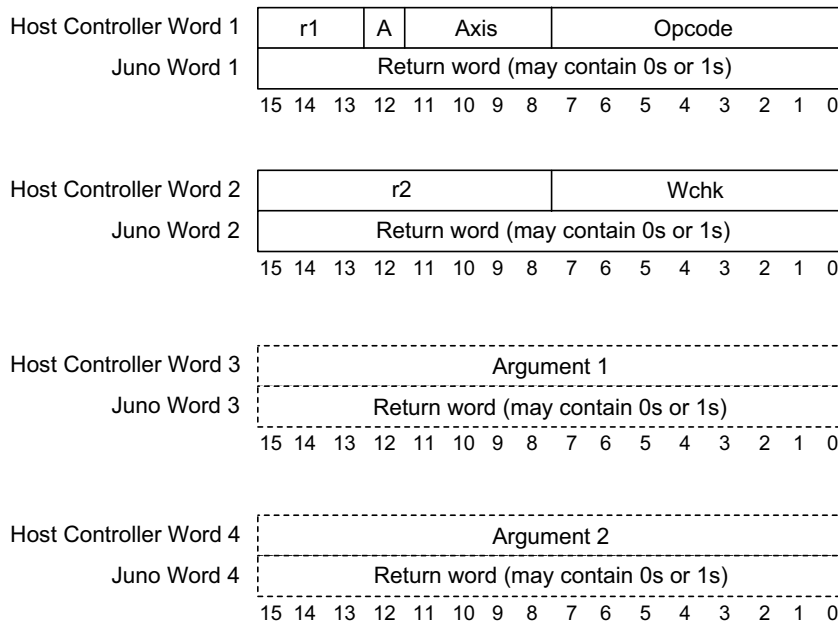 Host Controller Word 1 r1 A Axis Opcode
Juno Word 1 Return word (may contain 0s or 1s)
15 14 13 12 11 10 9 8 7 6 5 4 3 2 1 0
Host Controller Word 2 r2 Wchk
Juno Word 2 Return word (may contain 0s or 1s)
15 14 13 12 11 10 9 8 7 6 5 4 3 2 1 0
Host Controller Word 3 Argument 1
Juno Word 3 Return word (may contain 0s or 1s)
15 14 13 12 11 10 9 8 7 6 5 4 3 2 1 0
Host Controller Word 4 Argument 2
Juno Word 4 Return word (may contain 0s or 1s)
15 14 13 12 11 10 9 8 7 6 5 4 3 2 1 0